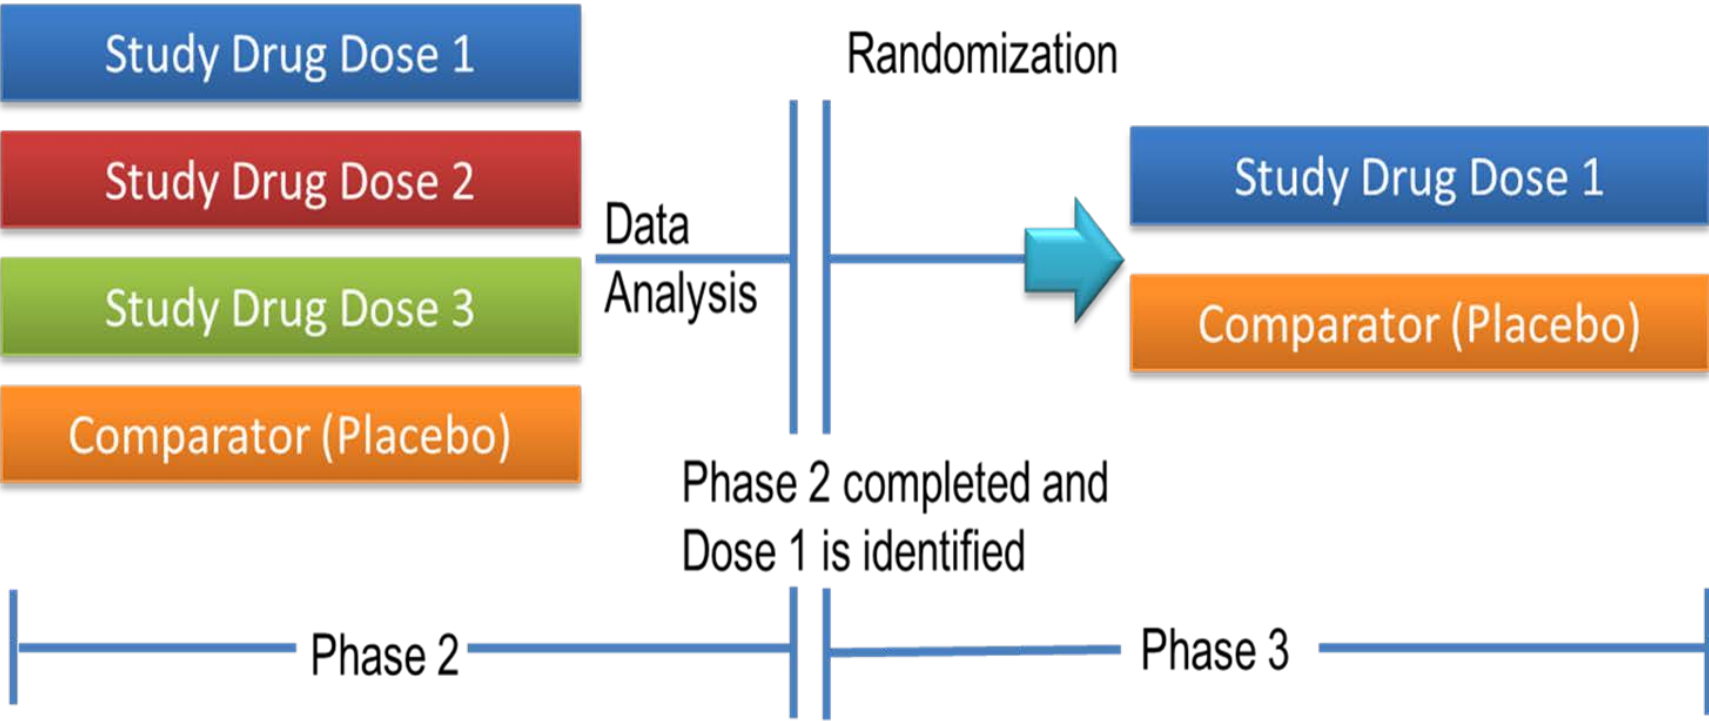 Study Drug Dose 1
Study Drug Dose 2
Study Drug Dose 3
Comparator (Placebo)
Data
Analysis
Randomization
Study Drug Dose 1
Comparator (Placebo)
Phase 2 completed and
Dose 1 is identified
Phase 2
Phase 3